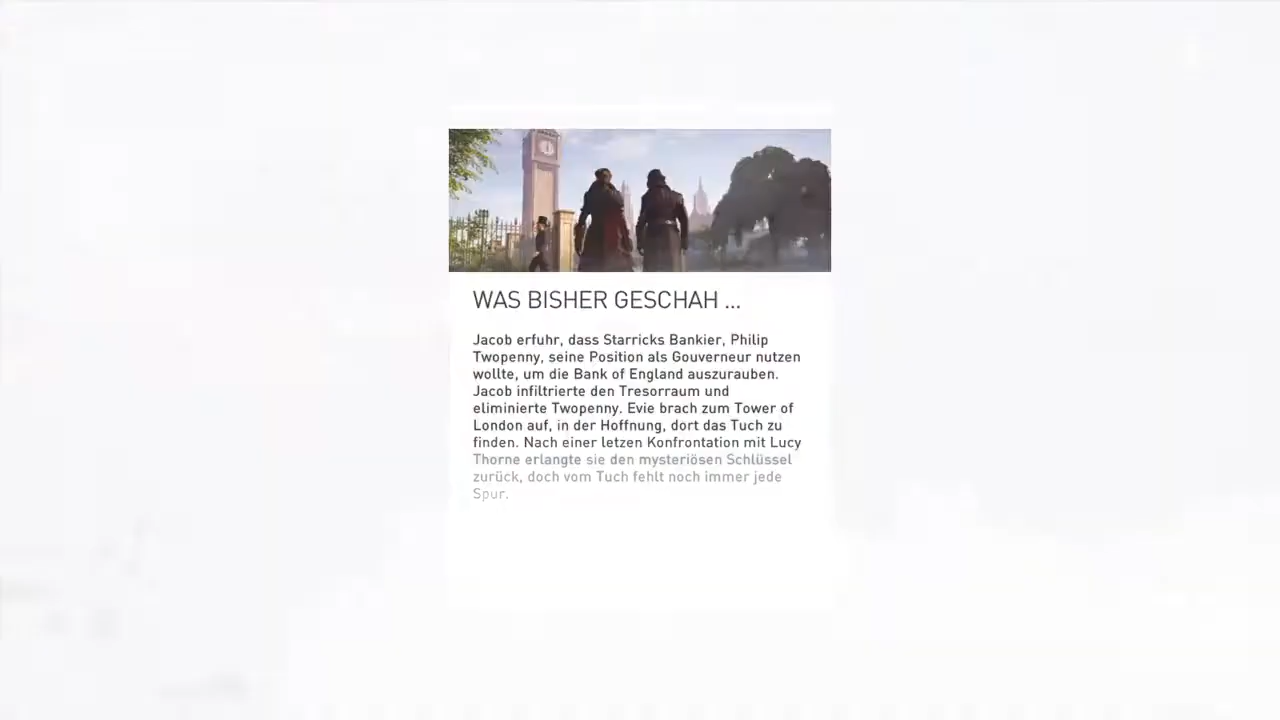 WAS BISHER GESCHAH ...
Jacob erfuhr, dass Starricks Bankier, Philip
Twopenny, seine Position als Gouverneur nutzen
wollte, um die Bank of England auszurauben.
Jacob infiltrierte den Tresorraum und
eliminierte Twopenny. Evie brach zum Tower of
London auf, in der Hoffnung, dort das Tuch zu
finden. Nach einer letzen Konfrontation mit Lucy
Thorne erlangte sie den mysteriösen Schlüssel
zurück, doch vom Tuch fehlt noch immer jede
Spur.